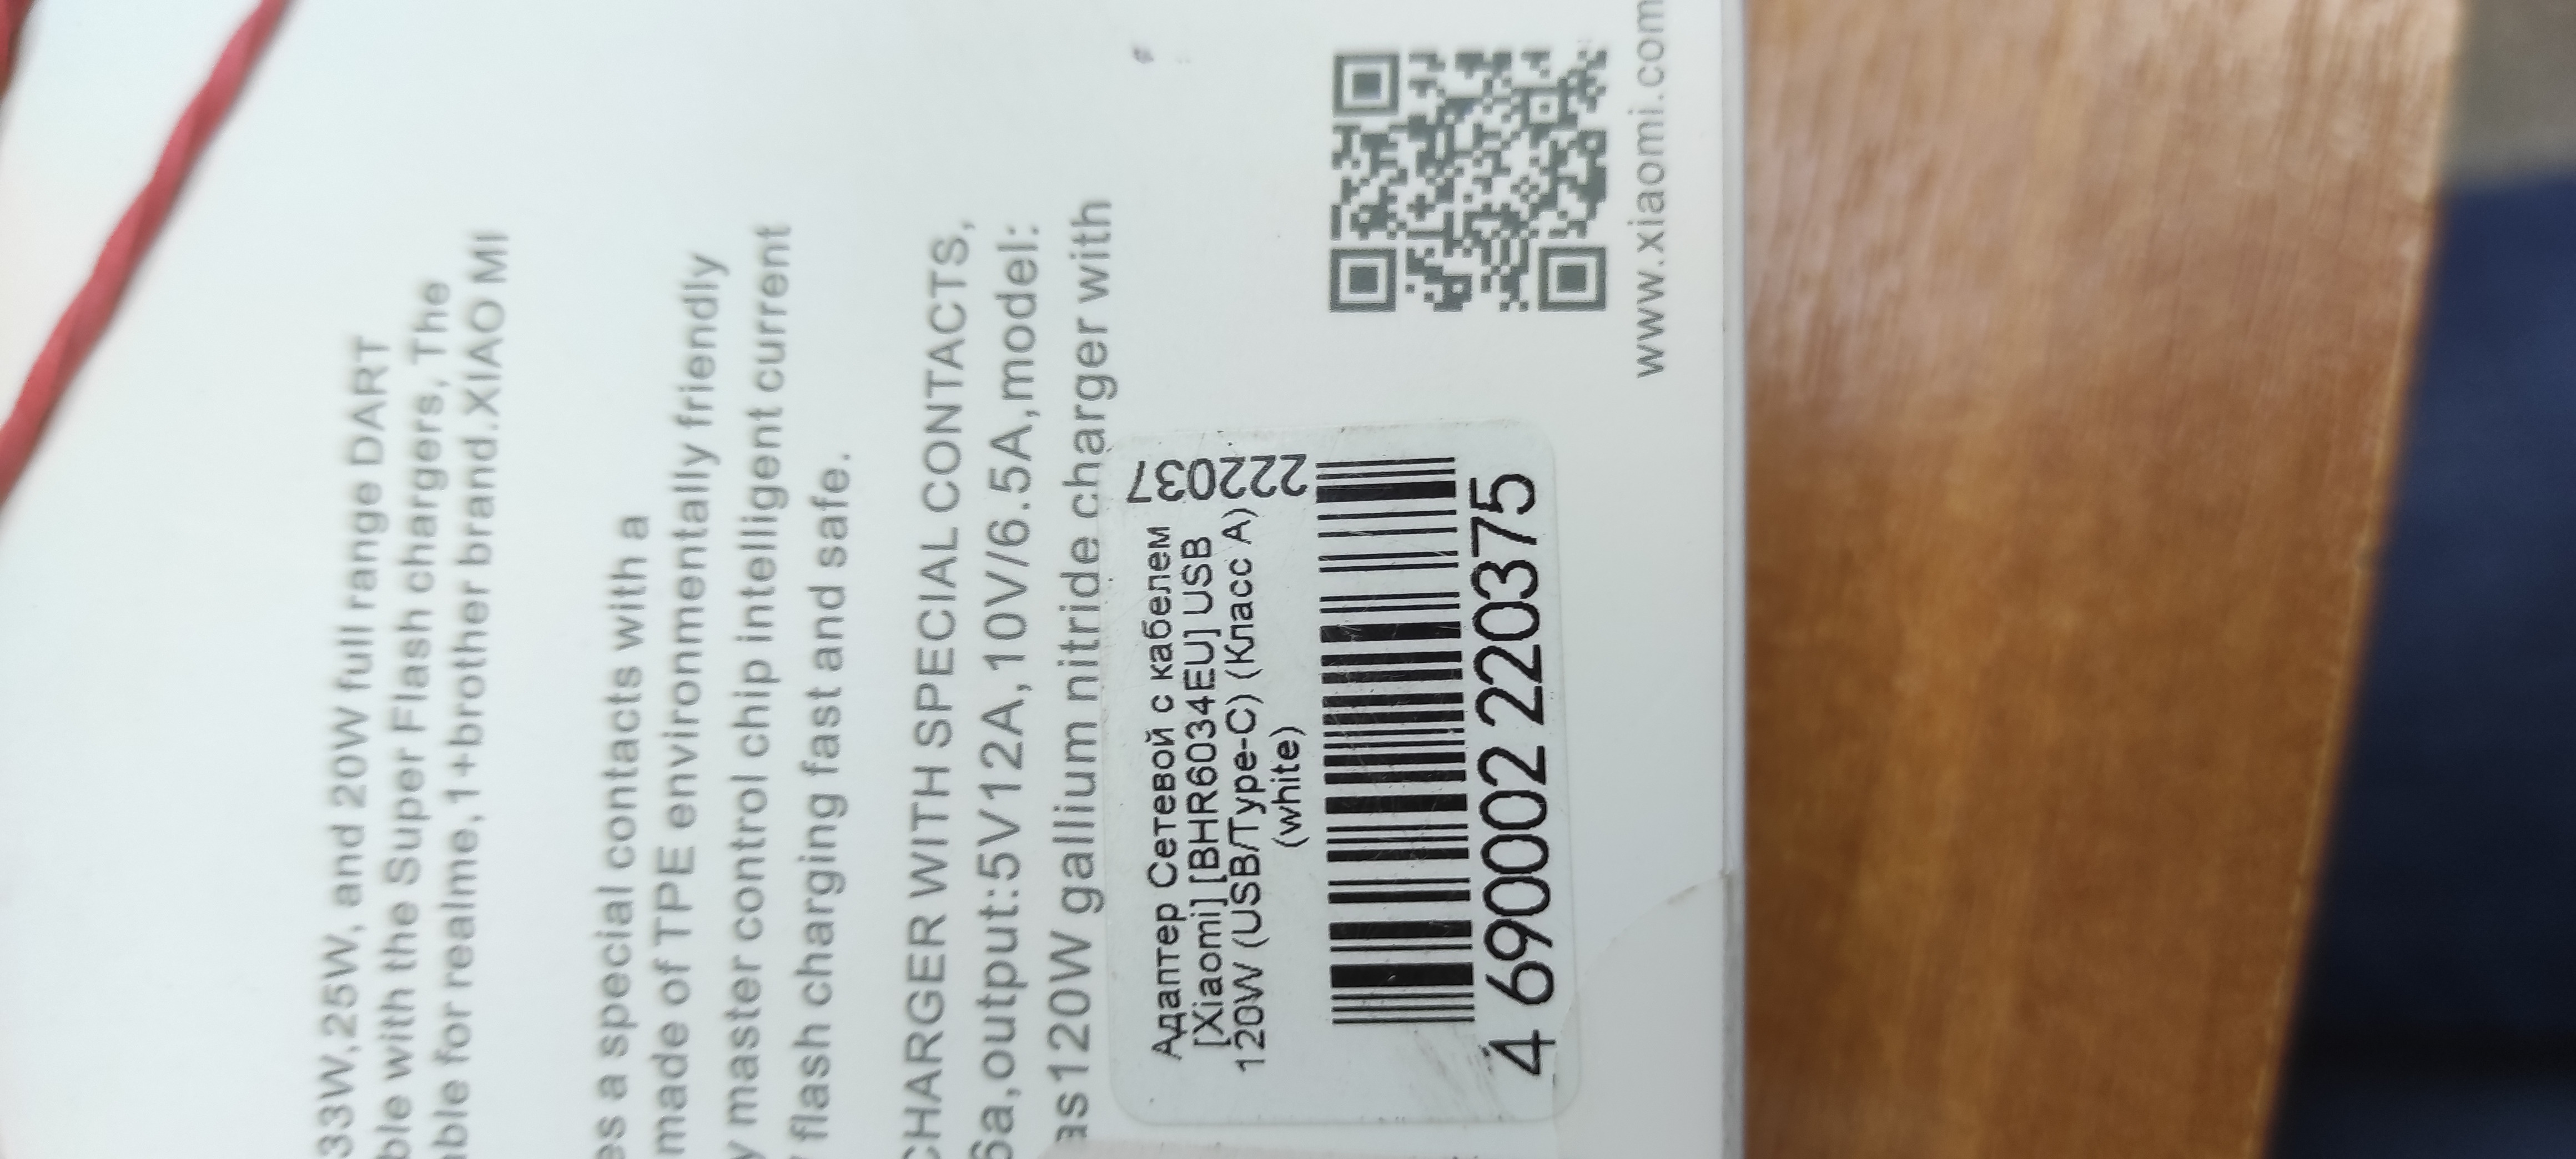 33W,25W, and 20W full range DART
ble with the Super Flash chargers, The
able for realme,1+brother brand.XIAO MI
es a special contacts with a
made of TPE environmentally friendly
y master control chip intelligent current
flash charging fast and safe.
CHARGER WITH SPECIAL CONTACTS,
6a,output:5V12A,10V/6.5A,model:
as120W gallium nitride charger with
Адаптер Сетевой с кабелем
[Xiaomi] [BHR6034EU] USB
120W (USB/Type-C) (Класс A)
(white)
222037
4 690002 220375
www.xiaomi.com